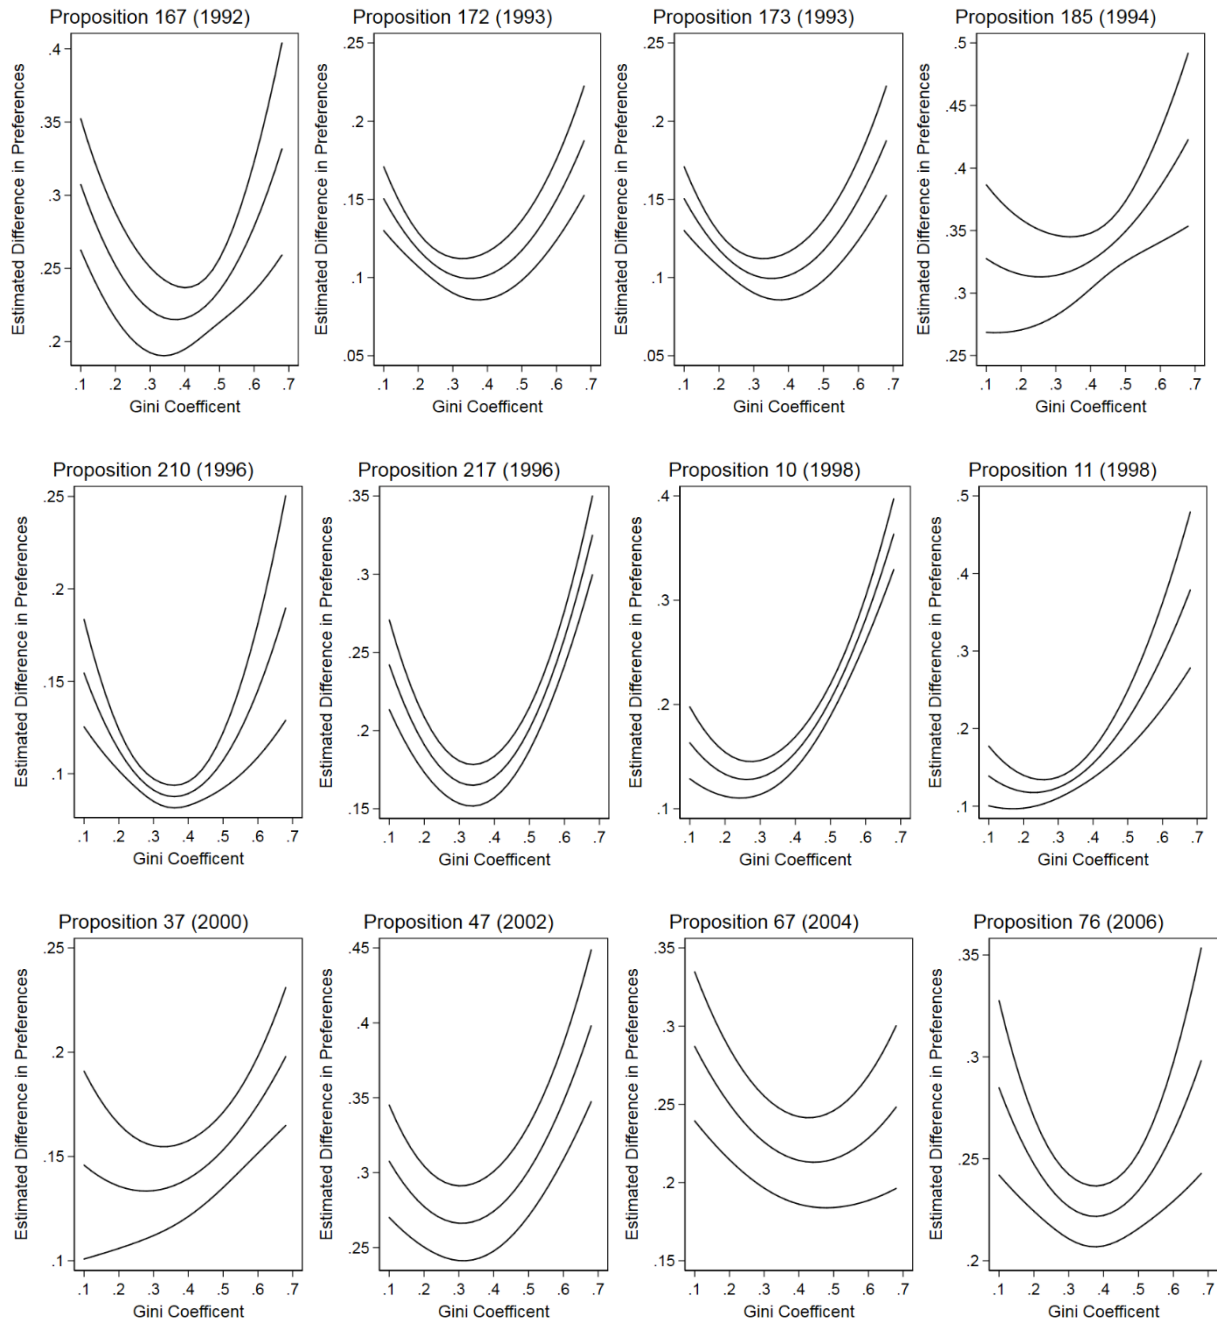 Proposition 167 (1992)
Estimated Difference in Preferences
.4
.35
.3
.25
.2
.1 .2 .3 .4 .5 .6 .7
Gini Coefficent
Proposition 172 (1993)
Estimated Difference in Preferences
.25
.2
.15
.1
.05
.1 .2 .3 .4 .5 .6 .7
Gini Coefficent
Proposition 173 (1993)
Estimated Difference in Preferences
.25
.2
.15
.1
.05
.1 .2 .3 .4 .5 .6 .7
Gini Coefficent
Proposition 185 (1994)
Estimated Difference in Preferences
.5
.45
.4
.35
.3
.25
.1 .2 .3 .4 .5 .6 .7
Gini Coefficent
Proposition 210 (1996)
Estimated Difference in Preferences
.25
.2
.15
.1
.1 .2 .3 .4 .5 .6 .7
Gini Coefficent
Proposition 217 (1996)
Estimated Difference in Preferences
.35
.3
.25
.2
.15
.1 .2 .3 .4 .5 .6 .7
Gini Coefficent
Proposition 10 (1998)
Estimated Difference in Preferences
.4
.3
.2
.1
.1 .2 .3 .4 .5 .6 .7
Gini Coefficent
Proposition 11 (1998)
Estimated Difference in Preferences
.5
.4
.3
.2
.1
.1 .2 .3 .4 .5 .6 .7
Gini Coefficent
Proposition 37 (2000)
Estimated Difference in Preferences
.25
.2
.15
.1
.1 .2 .3 .4 .5 .6 .7
Gini Coefficent
Proposition 47 (2002)
Estimated Difference in Preferences
.45
.4
.35
.3
.25
.1 .2 .3 .4 .5 .6 .7
Gini Coefficent
Proposition 67 (2004)
Estimated Difference in Preferences
.35
.3
.25
.2
.15
.1 .2 .3 .4 .5 .6 .7
Gini Coefficent
Proposition 76 (2006)
Estimated Difference in Preferences
.35
.3
.25
.2
.1 .2 .3 .4 .5 .6 .7
Gini Coefficent